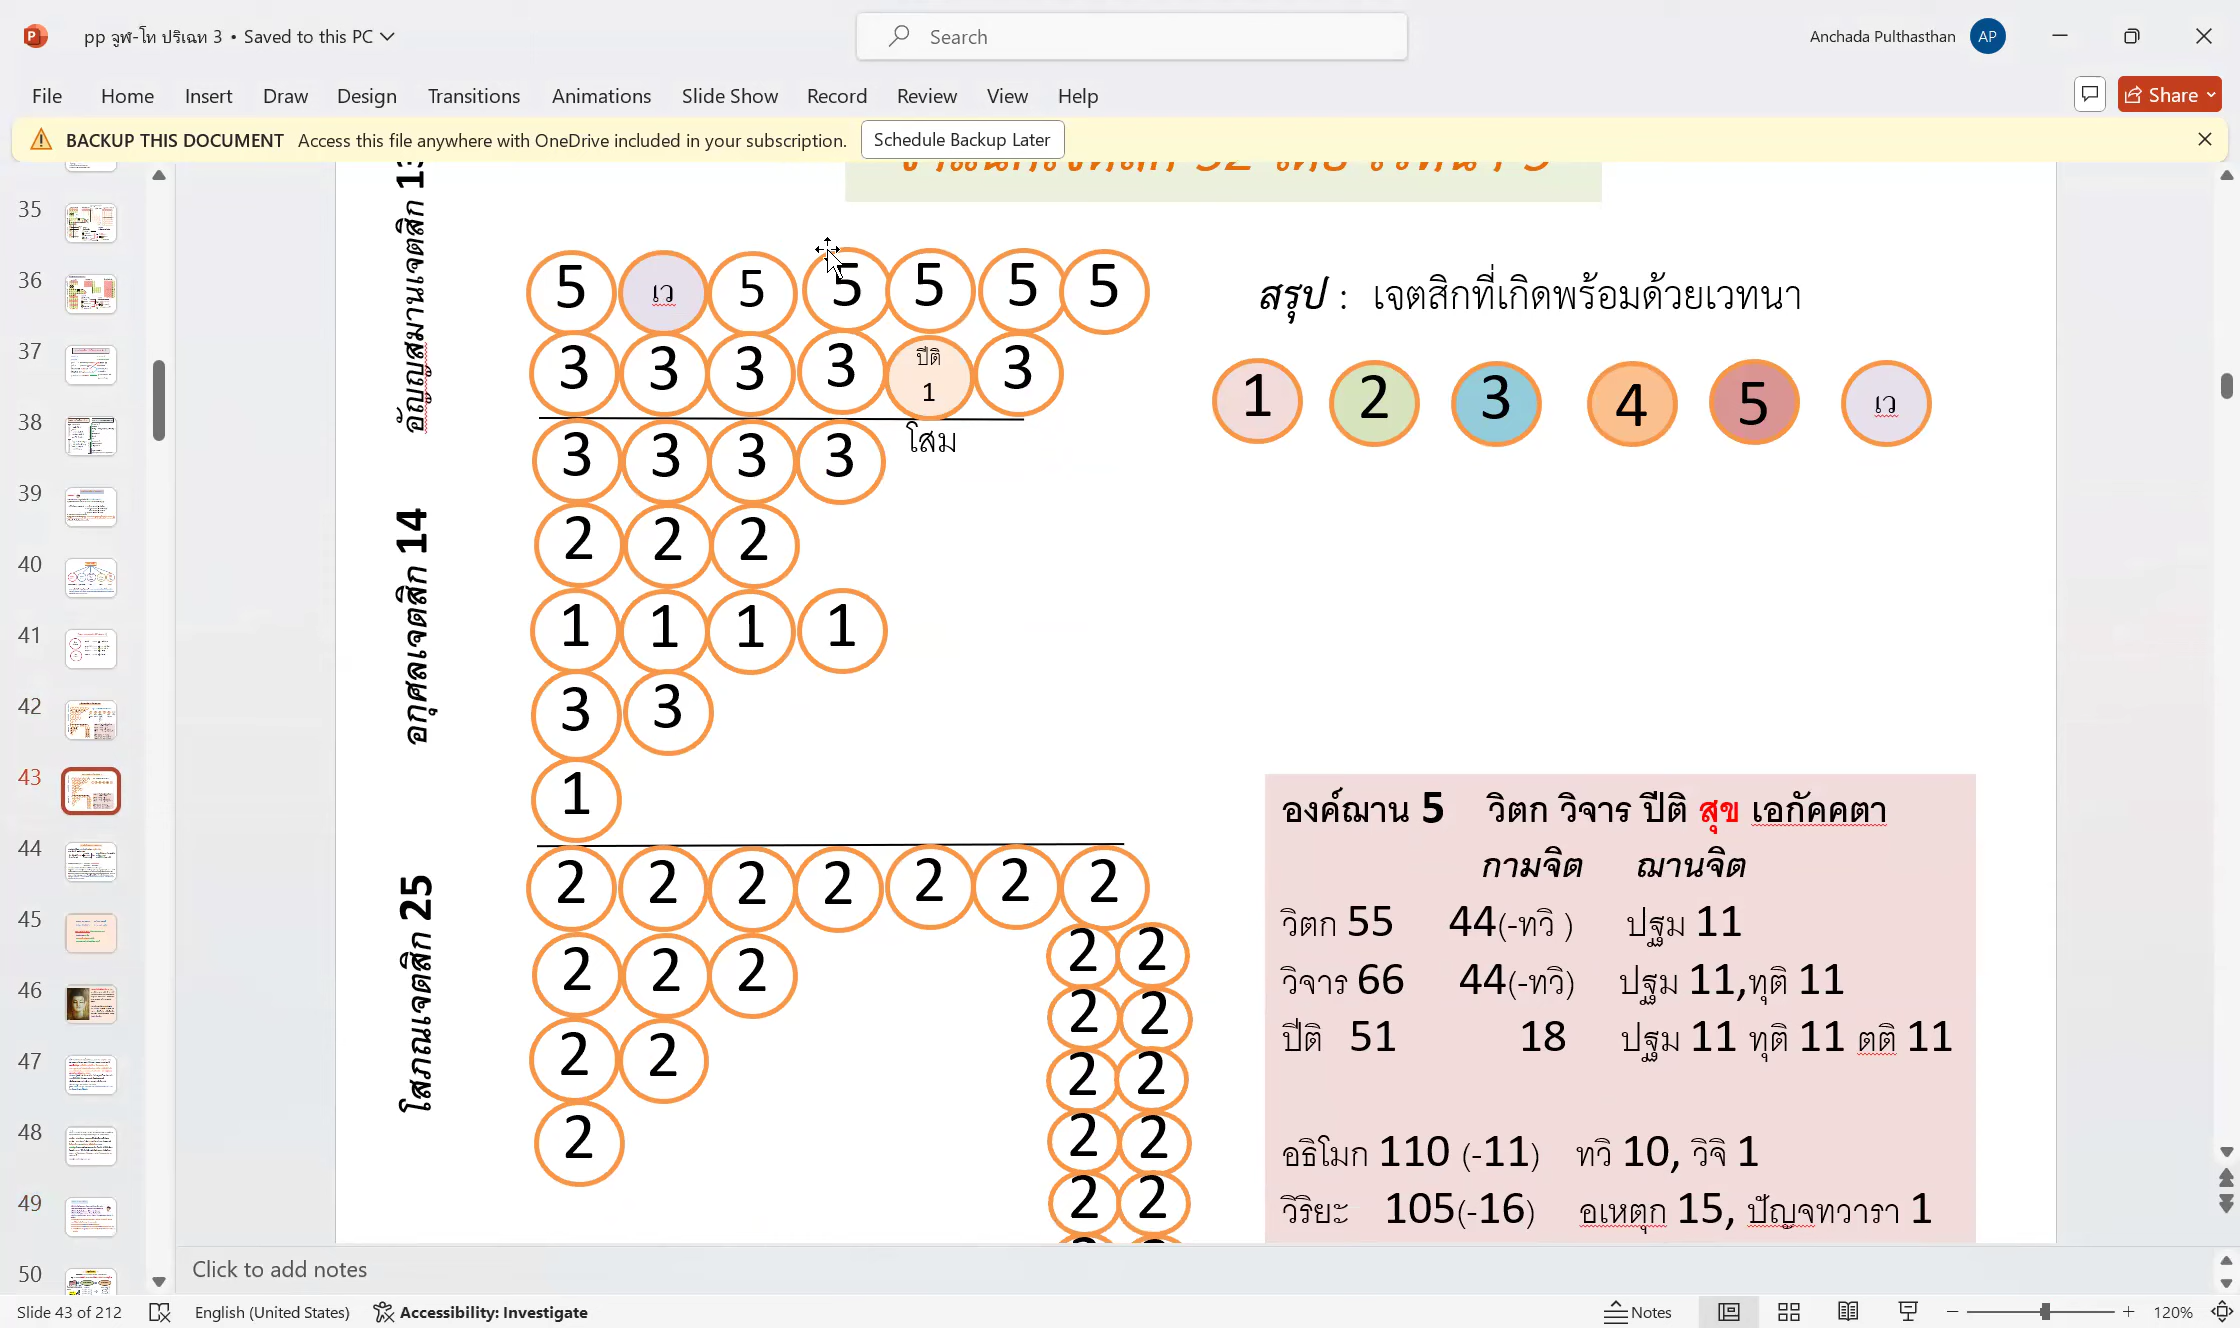 pp จูฬ-โท ปริเฉท 3 • Saved to this PC
Search
Anchada Pulthasthan
AP
File Home Insert Draw Design Transitions Animations Slide Show Record Review View Help
Share
BACKUP THIS DOCUMENT Access this file anywhere with OneDrive included in your subscription. Schedule Backup Later
อัญญสมานเจตสิก 13
5 เว 5 5 5 5 5
3 3 3 3 ปีติ 1 3
โสม
สรุป : เจตสิกที่เกิดพร้อมด้วยเวทนา
1 2 3 4 5 เว
อกุศลเจตสิก 14
3 3 3 3
2 2 2
1 1 1 1
3 3
1
โสภณเจตสิก 25
2 2 2 2 2 2 2
2 2 2
2 2
2
2 2
2 2
2 2
2 2
2 2
องค์ฌาน 5 วิตก วิจาร ปีติ สุข เอกัคคตา
กามจิต ฌานจิต
วิตก 55 44(-ทวิ ) ปฐม 11
วิจาร 66 44(-ทวิ) ปฐม 11,ทุติ 11
ปีติ 51 18 ปฐม 11 ทุติ 11 ตติ 11
อธิโมก 110 (-11) ทวิ 10, วิจิ 1
วิริยะ 105(-16) อเหตุก 15, ปัญจทวารา 1
35
36
37
38
39
40
41
42
43
44
45
46
47
48
49
50
Click to add notes
Slide 43 of 212 English (United States) Accessibility: Investigate Notes 120%